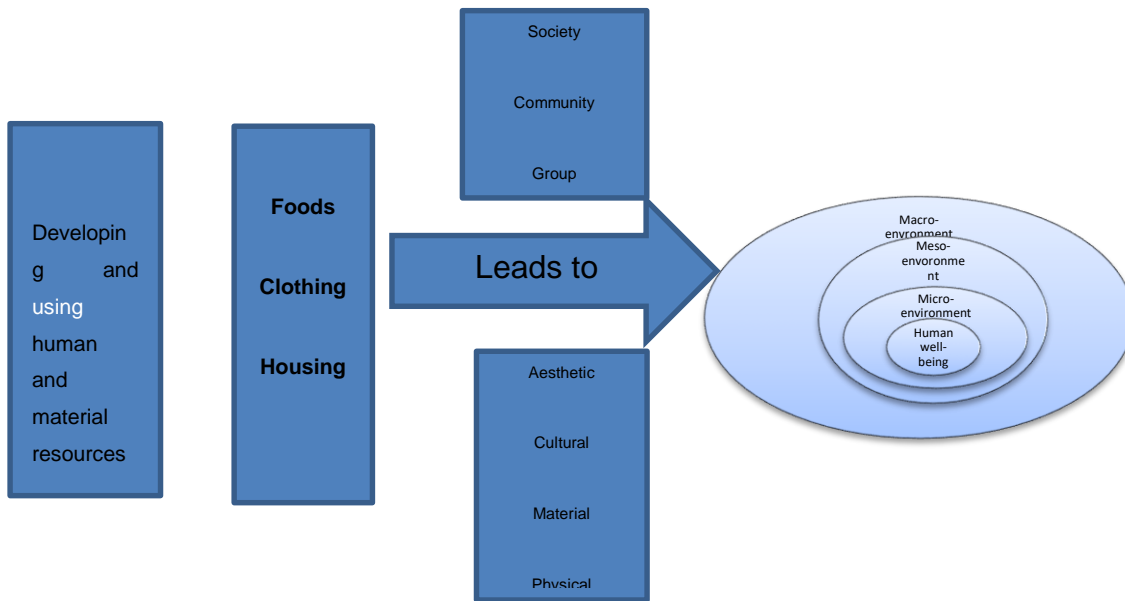 Developin
g and
using
human
and
material
resources
Foods
Clothing
Housing
Society
Community
Group
Leads to
Aesthetic
Cultural
Material
Physical
Macro-
envronment
Meso-
envoronme
nt
Micro-
environment
Human
well-
being